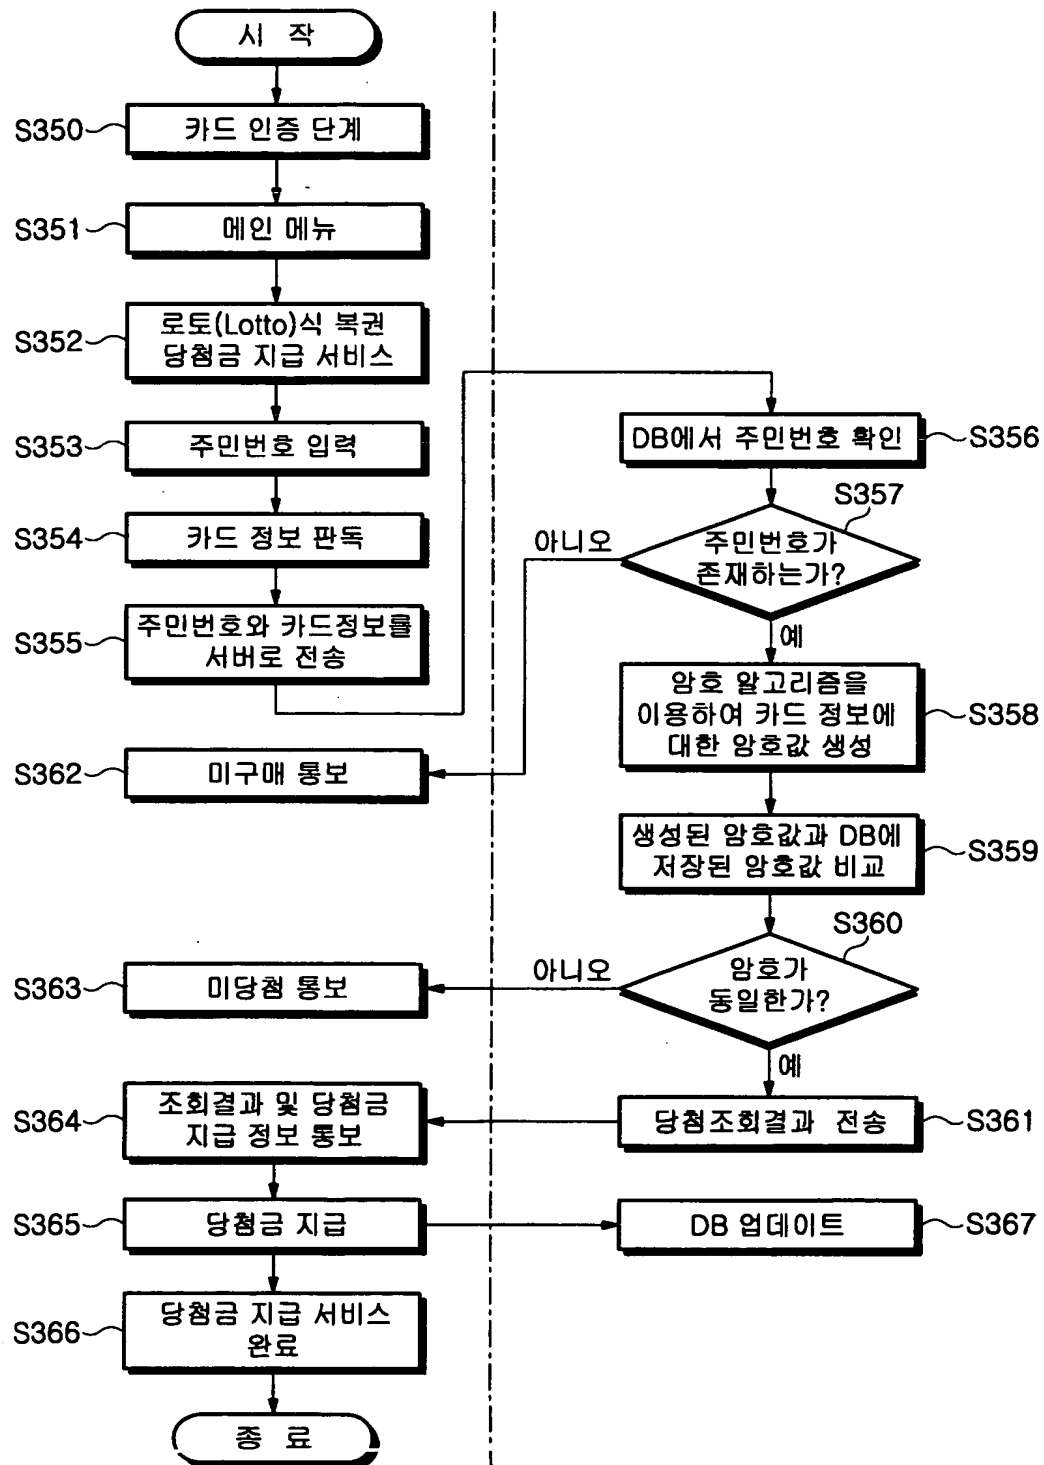 시 작
S350
카드 인증 단계
S351
메인 메뉴
S352
로토(Lotto)식 복권
당첨금 지급 서비스
S353
주민번호 입력
S354
카드 정보 판독
S355
주민번호와 카드정보를
서버로 전송
DB에서 주민번호 확인
S356
S357
주민번호가
존재하는가?
아니오
예
암호 알고리즘을
이용하여 카드 정보에
대한 암호값 생성
S358
S362
미구매 통보
생성된 암호값과 DB에
저장된 암호값 비교
S359
S360
암호가
동일한가?
아니오
예
S363
미당첨 통보
당첨조회결과 전송
S361
S364
조회결과 및 당첨금
지급 정보 통보
S365
당첨금 지급
DB 업데이트
S367
S366
당첨금 지급 서비스
완료
종 료